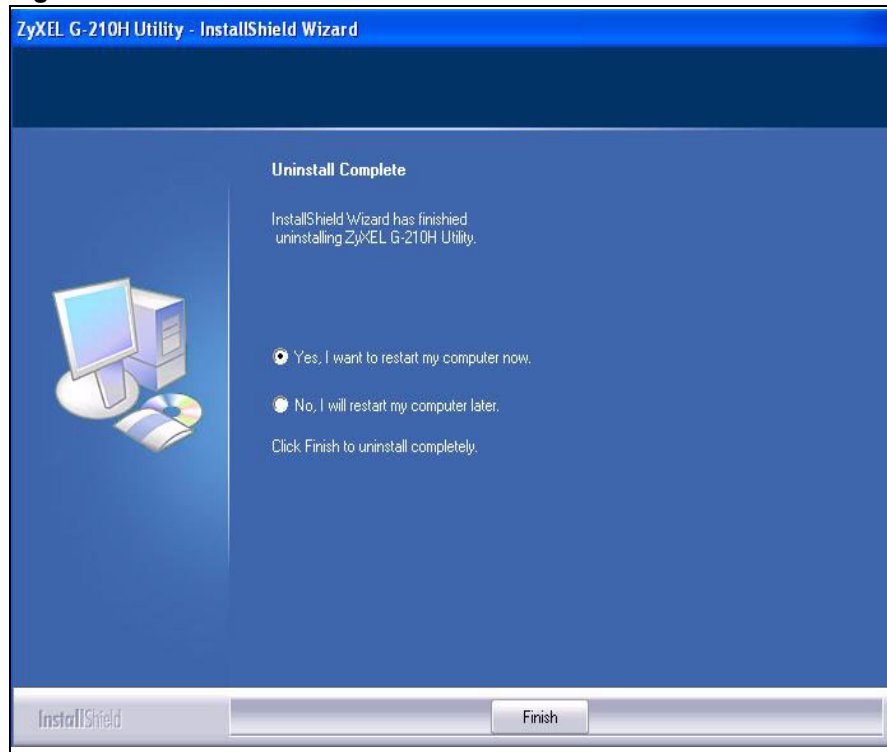 ZyXEL G-210H Utility - InstallShield Wizard
Uninstall Complete
InstallShield Wizard has finishied
uninstalling ZyXEL G-210H Utility.
Yes, I want to restart my computer now.
No, I will restart my computer later.
Click Finish to uninstall completely.
InstallShield
Finish